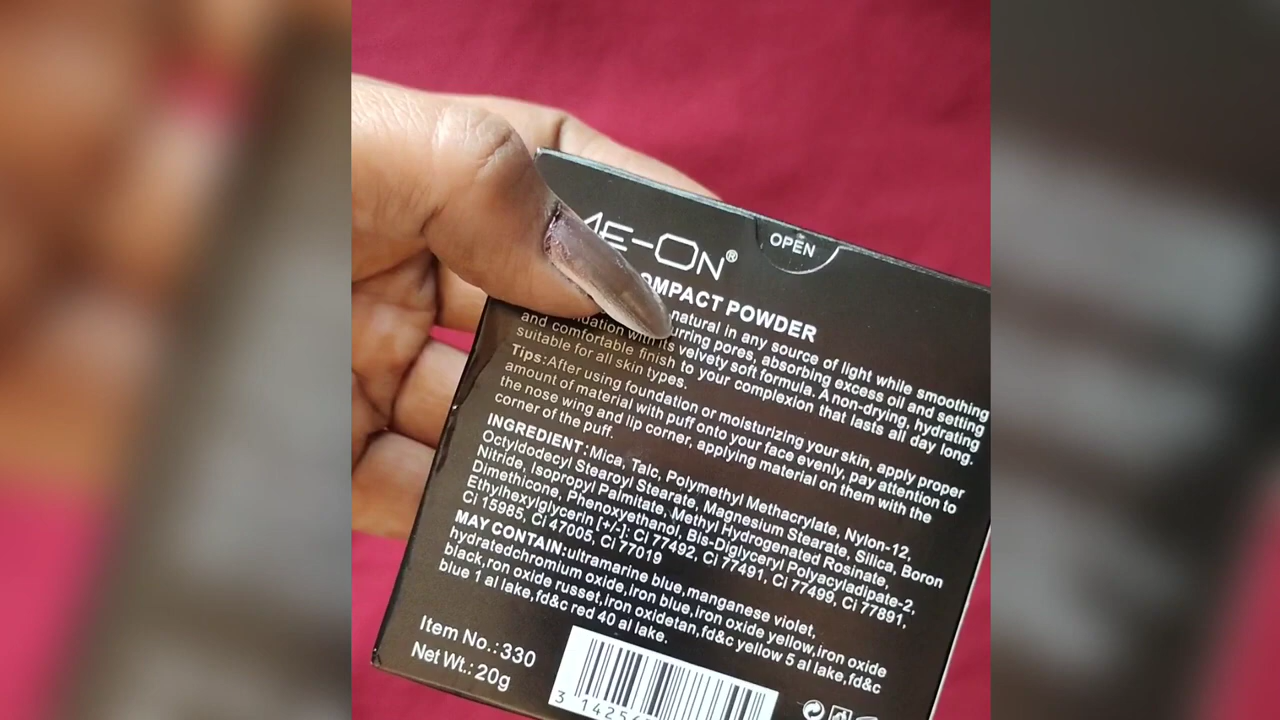 ME-ON®
OPEN
COMPACT POWDER
natural in any source of light while smoothing
pores, absorbing excess oil and setting
with its velvety soft formula. A non-drying, hydrating
and comfortable finish to your complexion that lasts all day long.
suitable for all skin types.
Tips:After using foundation or moisturizing your skin, apply proper
amount of material with puff onto your face evenly, pay attention to
the nose wing and lip corner, applying material on them with the
corner of the puff.
INGREDIENT:Mica, Talc, Polymethyl Methacrylate, Nylon-12,
Octyldodecyl Stearoyl Stearate, Magnesium Stearate, Silica, Boron
Nitride, Isopropyl Palmitate, Methyl Hydrogenated Rosinate,
Dimethicone, Phenoxyethanol, Bis-Diglyceryl Polyacyladipate-2,
Ethylhexylglycerin [+/-]: CI 77492, Ci 77491, Ci 77499, Ci 77891,
Ci 15985, Ci 47005, Ci 77019
MAY CONTAIN:ultramarine blue,manganese violet,
hydratedchromium oxide,iron blue,iron oxide yellow,iron oxide
black,ron oxide russet,iron oxidetan,fd&c yellow 5 al lake,fd&c
blue 1 al lake,fd&c red 40 al lake.
Item No.:330
Net Wt.: 20g